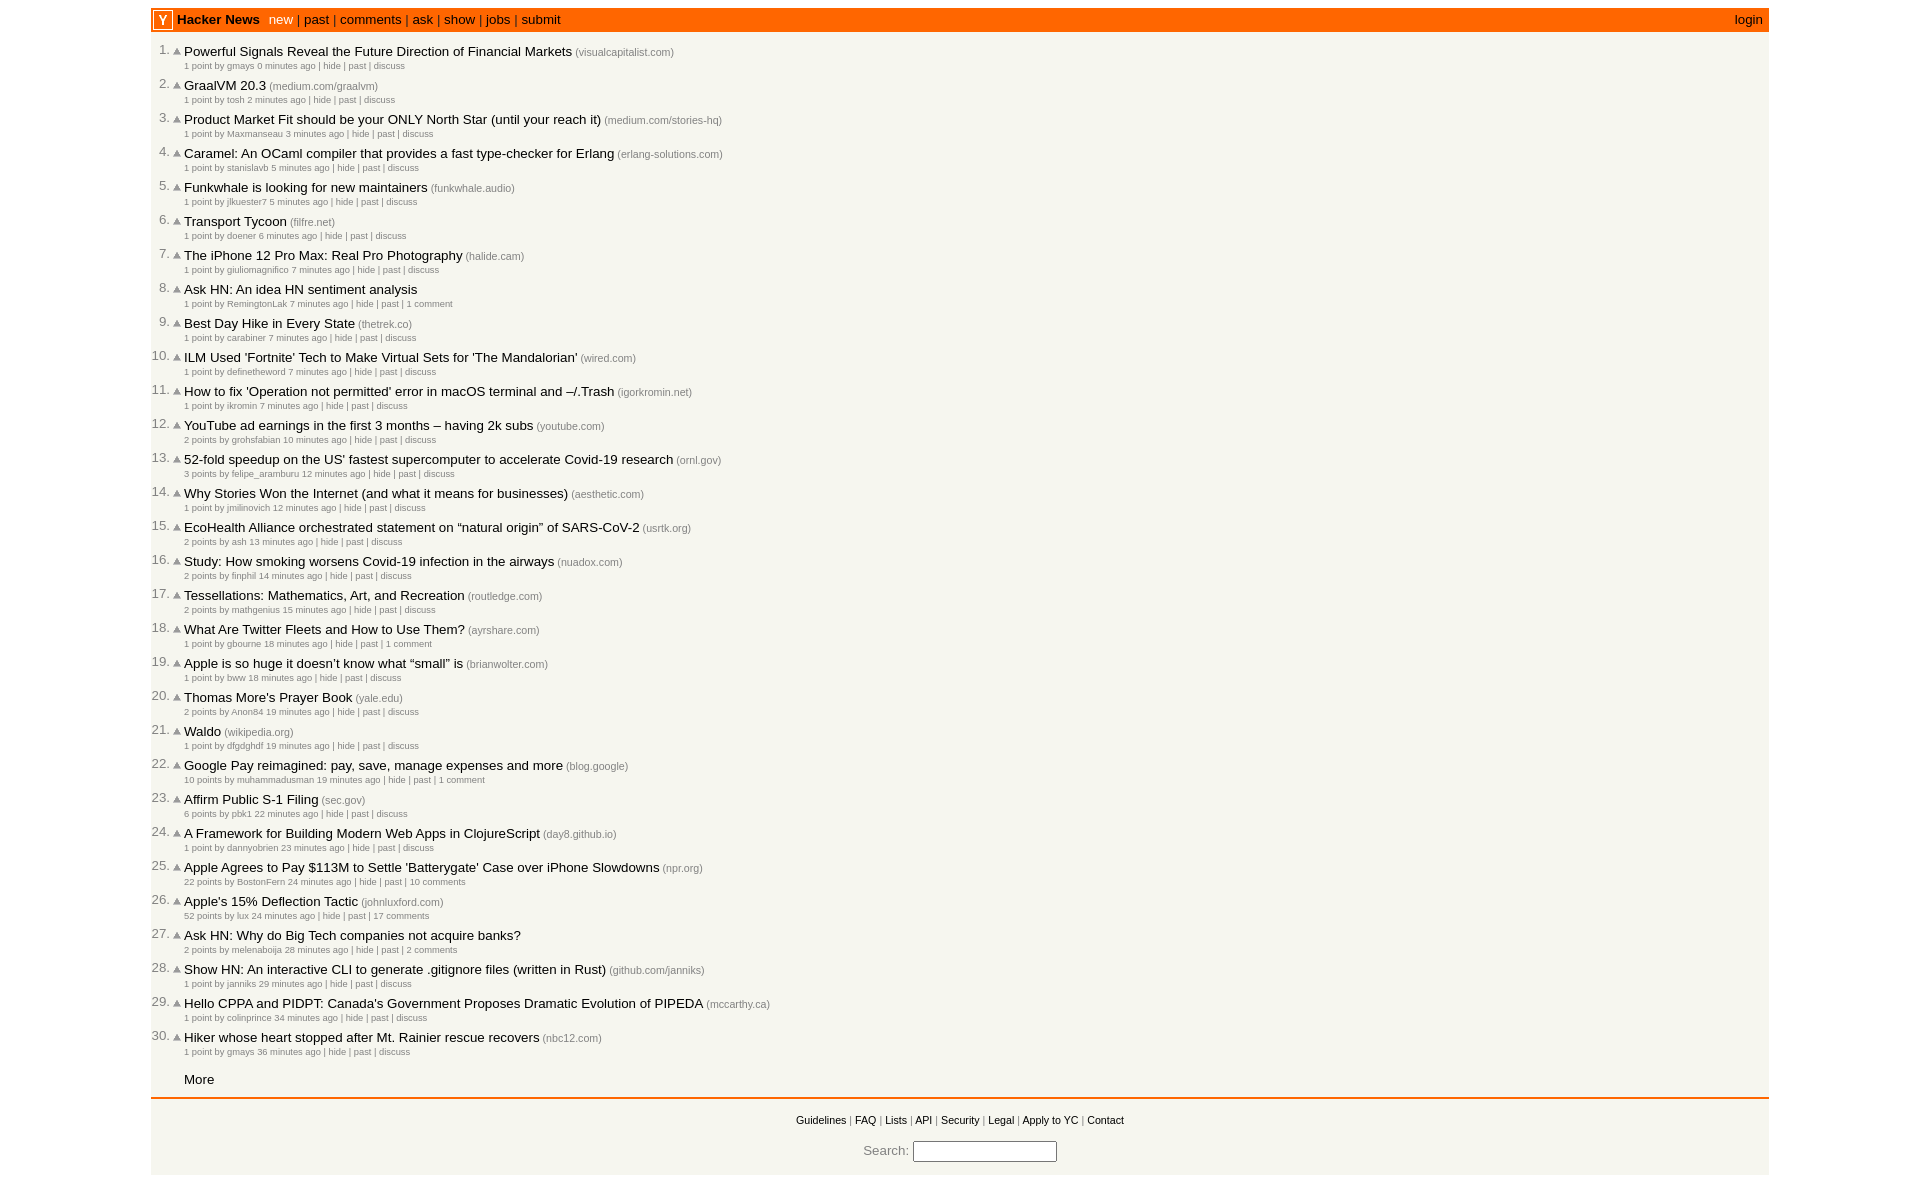 Y Hacker News new | past | comments | ask | show | jobs | submit login
1. Powerful Signals Reveal the Future Direction of Financial Markets (visualcapitalist.com)
1 point by gmays 0 minutes ago | hide | past | discuss
2. GraalVM 20.3 (medium.com/graalvm)
1 point by tosh 2 minutes ago | hide | past | discuss
3. Product Market Fit should be your ONLY North Star (until your reach it) (medium.com/stories-hq)
1 point by Maxmanseau 3 minutes ago | hide | past | discuss
4. Caramel: An OCaml compiler that provides a fast type-checker for Erlang (erlang-solutions.com)
1 point by stanislavb 5 minutes ago | hide | past | discuss
5. Funkwhale is looking for new maintainers (funkwhale.audio)
1 point by jlkuester7 5 minutes ago | hide | past | discuss
6. Transport Tycoon (filfre.net)
1 point by doener 6 minutes ago | hide | past | discuss
7. The iPhone 12 Pro Max: Real Pro Photography (halide.cam)
1 point by giuliomagnifico 7 minutes ago | hide | past | discuss
8. Ask HN: An idea HN sentiment analysis
1 point by RemingtonLak 7 minutes ago | hide | past | 1 comment
9. Best Day Hike in Every State (thetrek.co)
1 point by carabiner 7 minutes ago | hide | past | discuss
10. ILM Used 'Fortnite' Tech to Make Virtual Sets for 'The Mandalorian' (wired.com)
1 point by definetheword 7 minutes ago | hide | past | discuss
11. How to fix 'Operation not permitted' error in macOS terminal and –/.Trash (igorkromin.net)
1 point by ikromin 7 minutes ago | hide | past | discuss
12. YouTube ad earnings in the first 3 months – having 2k subs (youtube.com)
2 points by grohsfabian 10 minutes ago | hide | past | discuss
13. 52-fold speedup on the US' fastest supercomputer to accelerate Covid-19 research (ornl.gov)
3 points by felipe_aramburu 12 minutes ago | hide | past | discuss
14. Why Stories Won the Internet (and what it means for businesses) (aesthetic.com)
1 point by jmilinovich 12 minutes ago | hide | past | discuss
15. EcoHealth Alliance orchestrated statement on “natural origin” of SARS-CoV-2 (usrtk.org)
2 points by ash 13 minutes ago | hide | past | discuss
16. Study: How smoking worsens Covid-19 infection in the airways (nuadox.com)
2 points by finphil 14 minutes ago | hide | past | discuss
17. Tessellations: Mathematics, Art, and Recreation (routledge.com)
2 points by mathgenius 15 minutes ago | hide | past | discuss
18. What Are Twitter Fleets and How to Use Them? (ayrshare.com)
1 point by gbourne 18 minutes ago | hide | past | 1 comment
19. Apple is so huge it doesn’t know what “small” is (brianwolter.com)
1 point by bww 18 minutes ago | hide | past | discuss
20. Thomas More's Prayer Book (yale.edu)
2 points by Anon84 19 minutes ago | hide | past | discuss
21. Waldo (wikipedia.org)
1 point by dfgdghdf 19 minutes ago | hide | past | discuss
22. Google Pay reimagined: pay, save, manage expenses and more (blog.google)
10 points by muhammadusman 19 minutes ago | hide | past | 1 comment
23. Affirm Public S-1 Filing (sec.gov)
6 points by pbk1 22 minutes ago | hide | past | discuss
24. A Framework for Building Modern Web Apps in ClojureScript (day8.github.io)
1 point by dannyobrien 23 minutes ago | hide | past | discuss
25. Apple Agrees to Pay $113M to Settle 'Batterygate' Case over iPhone Slowdowns (npr.org)
22 points by BostonFern 24 minutes ago | hide | past | 10 comments
26. Apple's 15% Deflection Tactic (johnluxford.com)
52 points by lux 24 minutes ago | hide | past | 17 comments
27. Ask HN: Why do Big Tech companies not acquire banks?
2 points by melenaboija 28 minutes ago | hide | past | 2 comments
28. Show HN: An interactive CLI to generate .gitignore files (written in Rust) (github.com/janniks)
1 point by janniks 29 minutes ago | hide | past | discuss
29. Hello CPPA and PIDPT: Canada's Government Proposes Dramatic Evolution of PIPEDA (mccarthy.ca)
1 point by colinprince 34 minutes ago | hide | past | discuss
30. Hiker whose heart stopped after Mt. Rainier rescue recovers (nbc12.com)
1 point by gmays 36 minutes ago | hide | past | discuss
More
Guidelines | FAQ | Lists | API | Security | Legal | Apply to YC | Contact
Search: